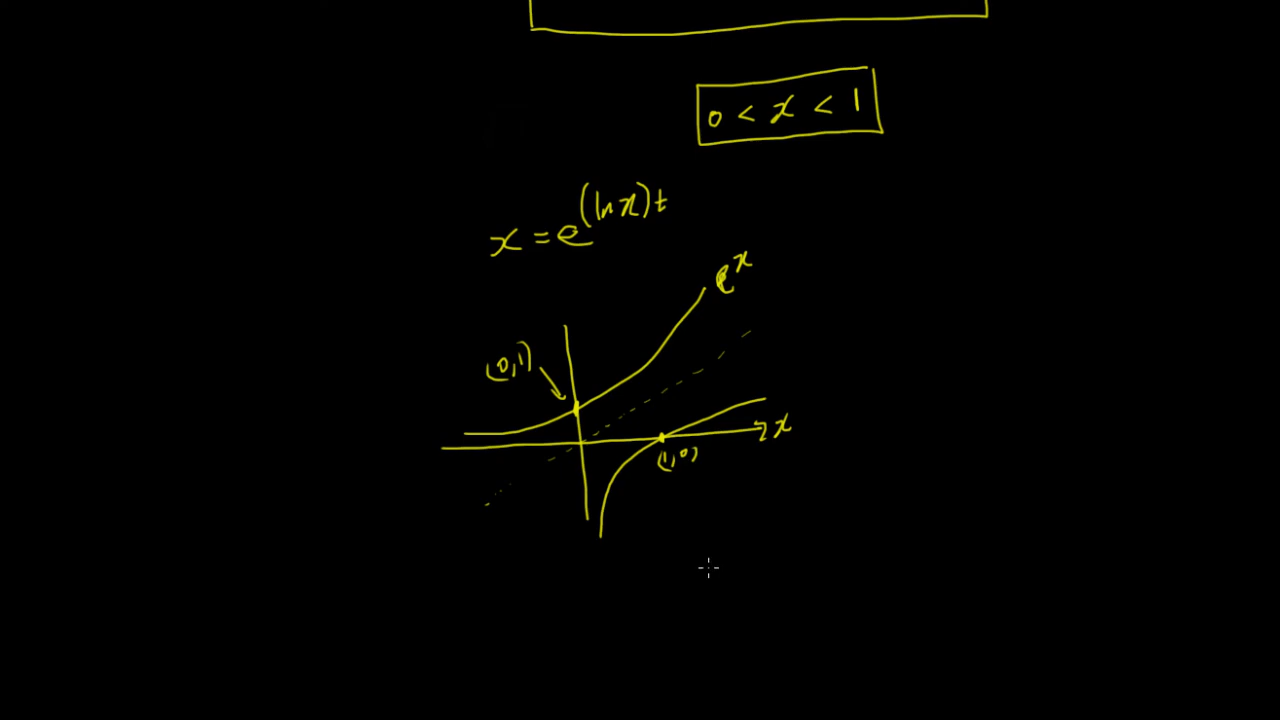 0 < x < 1
x = e^{(ln x)t}
e^x
(0,1)
x
(1,0)